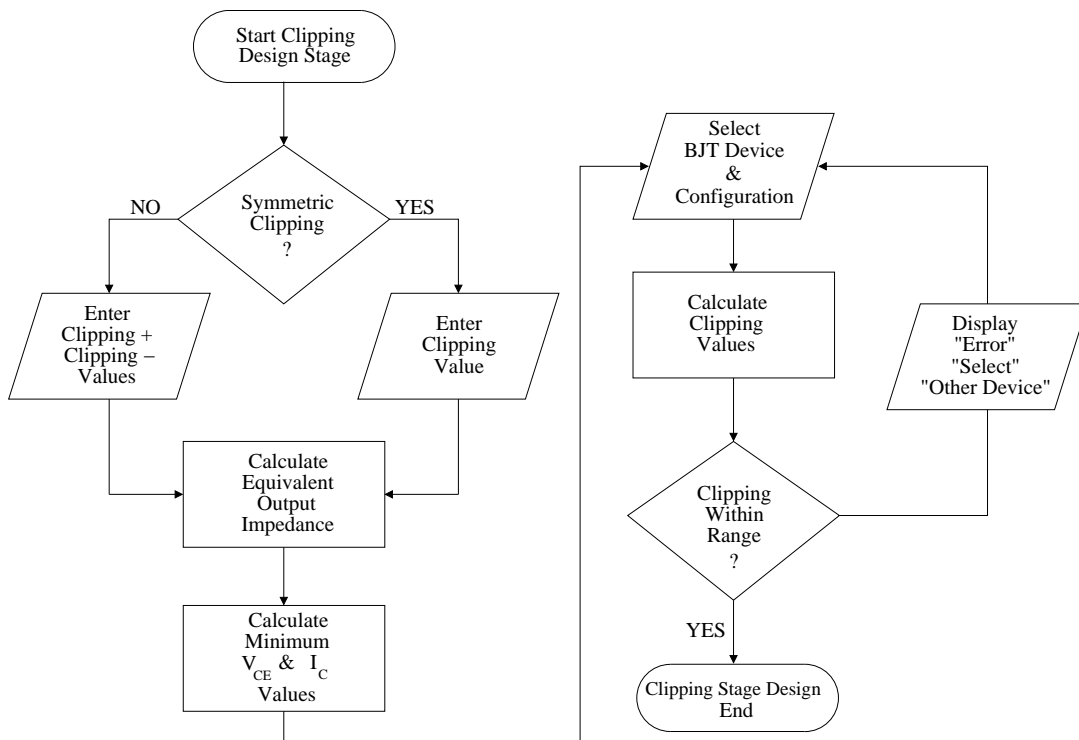 Start Clipping
Design Stage
Symmetric
Clipping
?
NO
YES
Enter
Clipping +
Clipping −
Values
Enter
Clipping
Value
Calculate
Equivalent
Output
Impedance
Calculate
Minimum
V_CE & I_C
Values
Select
BJT Device
&
Configuration
Calculate
Clipping
Values
Clipping
Within
Range
?
Display
"Error"
"Select"
"Other Device"
YES
Clipping Stage Design
End